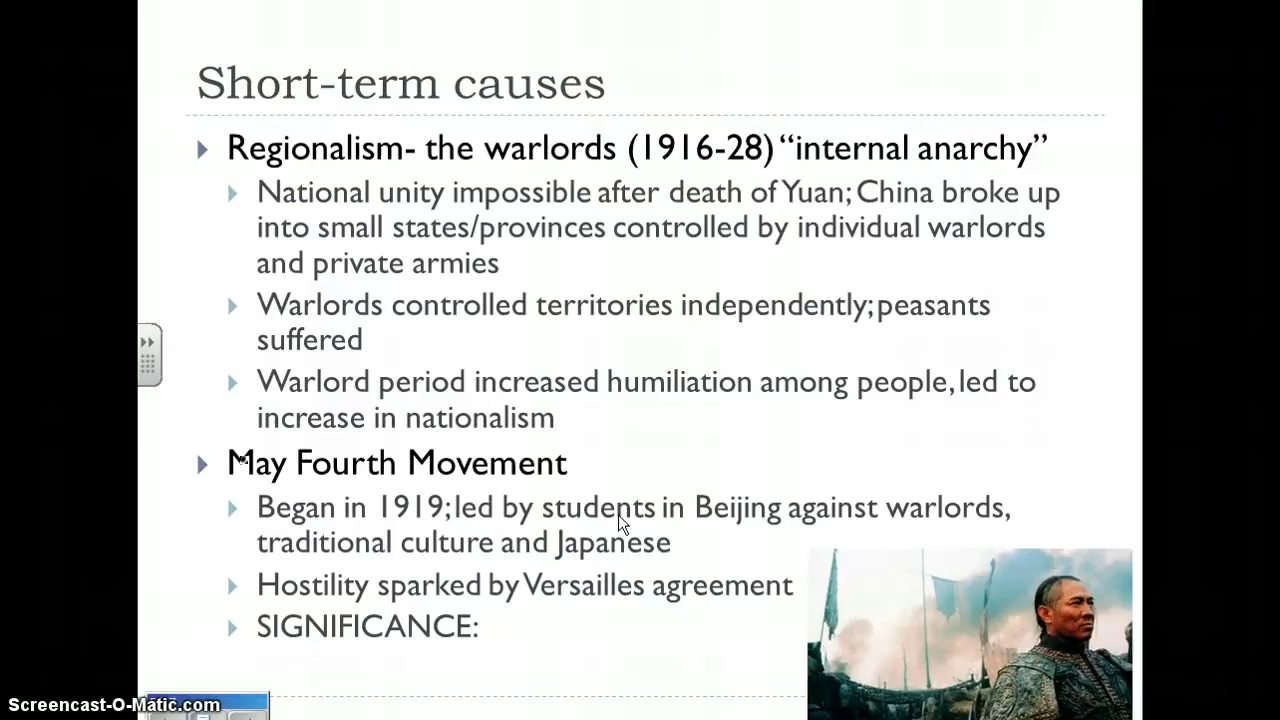 Short-term causes
Regionalism- the warlords (1916-28) “internal anarchy”
National unity impossible after death of Yuan; China broke up
into small states/provinces controlled by individual warlords
and private armies
Warlords controlled territories independently; peasants
suffered
Warlord period increased humiliation among people, led to
increase in nationalism
May Fourth Movement
Began in 1919; led by students in Beijing against warlords,
traditional culture and Japanese
Hostility sparked by Versailles agreement
SIGNIFICANCE:
Screencast-O-Matic.com